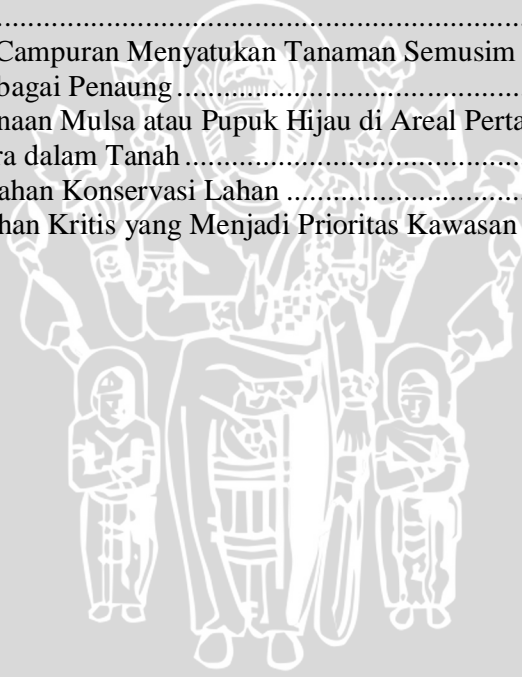 Campuran Menyatukan Tanaman Semusim
bagai Penaung
naan Mulsa atau Pupuk Hijau di Areal Perta
ra dalam Tanah
ahan Konservasi Lahan
han Kritis yang Menjadi Prioritas Kawasan